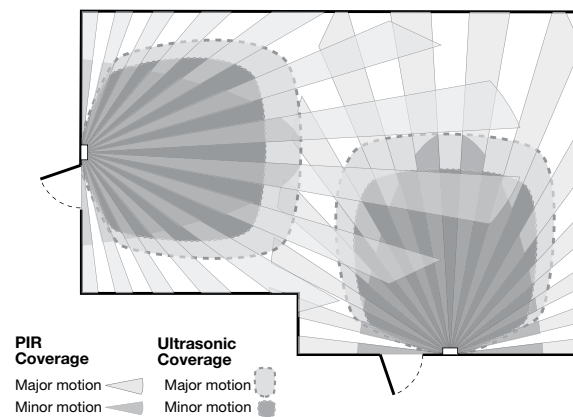 PIR
Coverage
Major motion
Minor motion
Ultrasonic
Coverage
Major motion
Minor motion